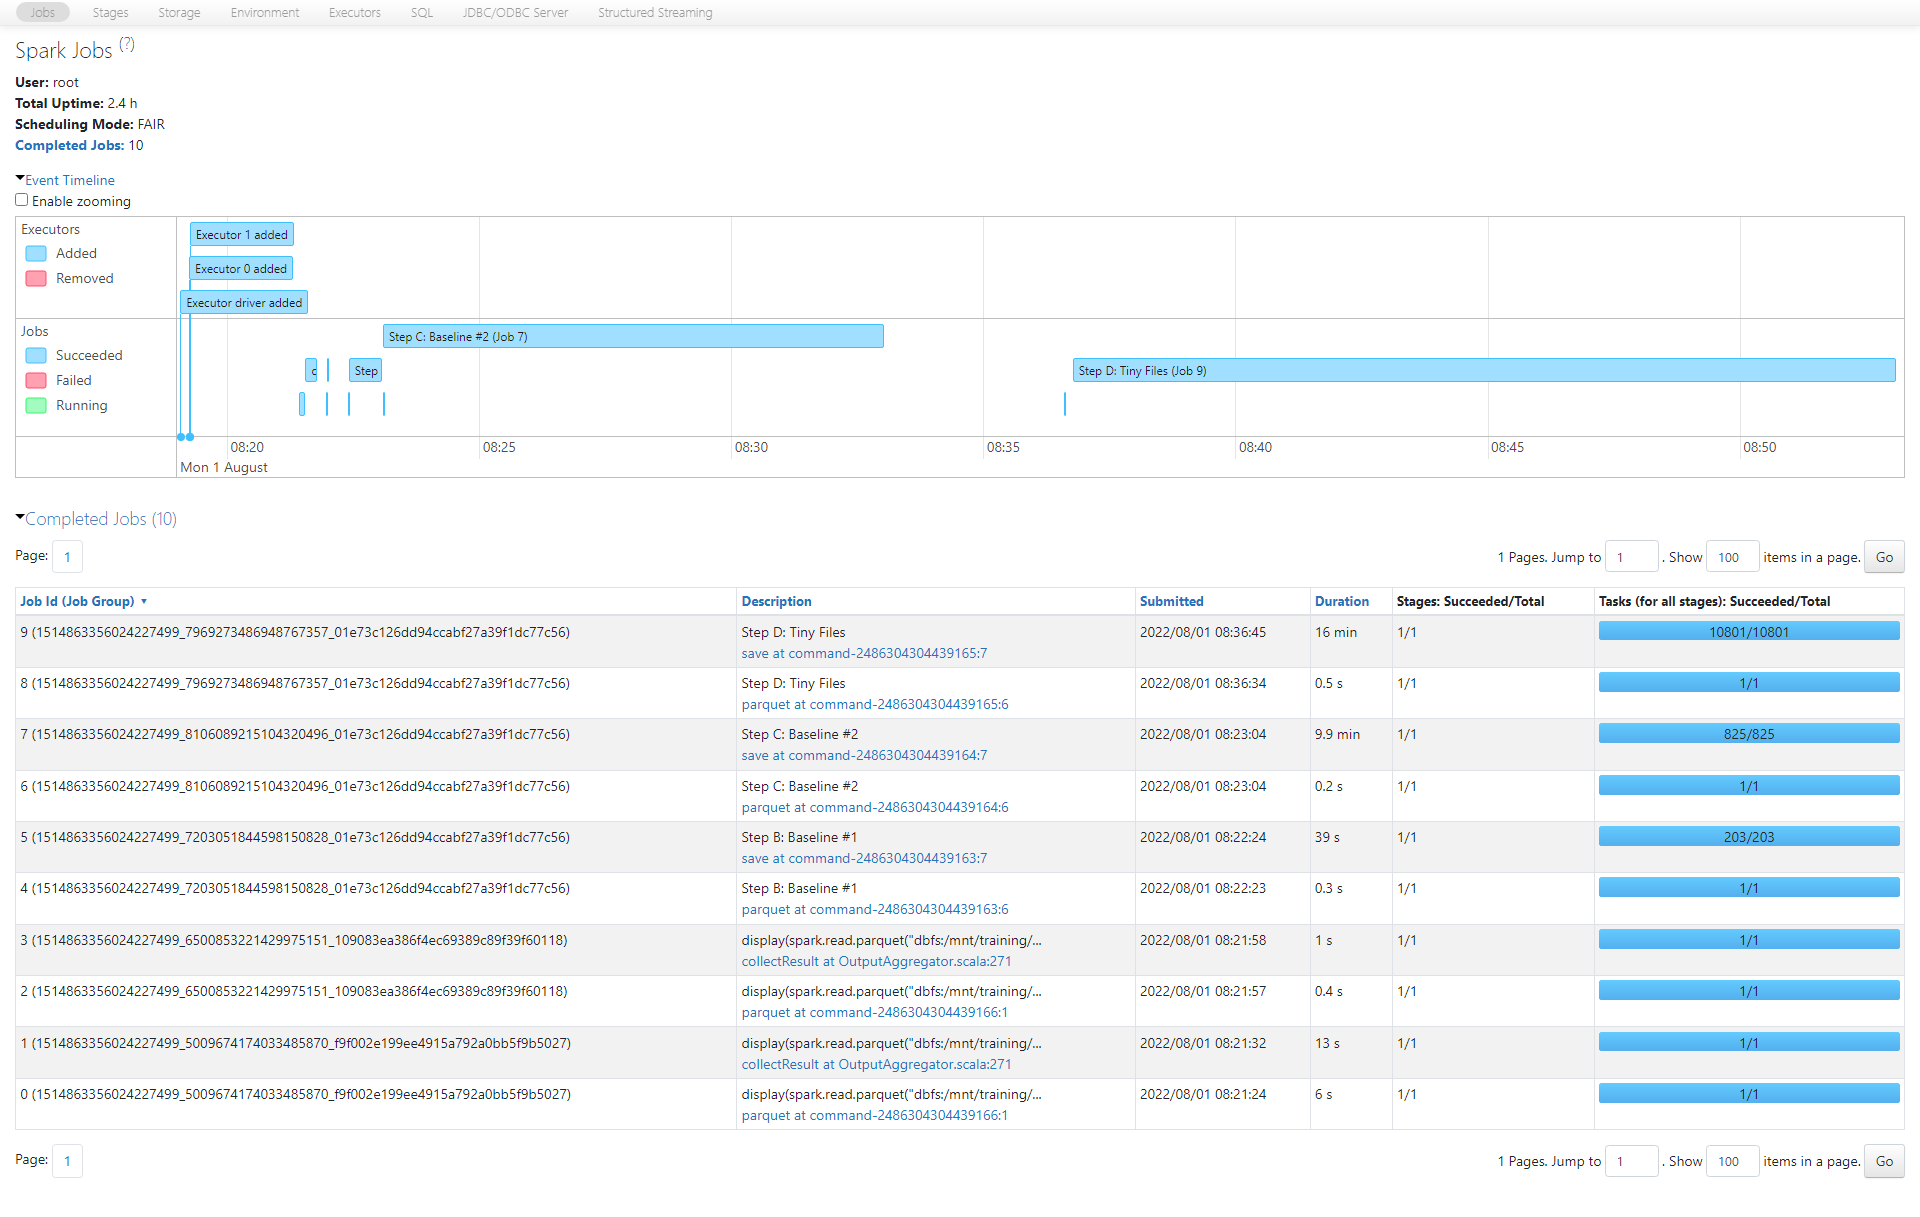 Jobs Stages Storage Environment Executors SQL JDBC/ODBC Server Structured Streaming
Spark Jobs (?)
User: root
Total Uptime: 2.4 h
Scheduling Mode: FAIR
Completed Jobs: 10
Event Timeline
Enable zooming
Executors
Added
Removed
Executor 1 added
Executor 0 added
Executor driver added
Jobs
Succeeded
Failed
Running
Step C: Baseline #2 (Job 7)
c
Step
Step D: Tiny Files (Job 9)
08:20 08:25 08:30 08:35 08:40 08:45 08:50
Mon 1 August
Completed Jobs (10)
Page: 1
1 Pages. Jump to 1 . Show 100 items in a page. Go
Job Id (Job Group) ▾ Description Submitted Duration Stages: Succeeded/Total Tasks (for all stages): Succeeded/Total
9 (1514863356024227499_7969273486948767357_01e73c126dd94ccabf27a39f1dc77c56) Step D: Tiny Files 2022/08/01 08:36:45 16 min 1/1 10801/10801
save at command-2486304304439165:7
8 (1514863356024227499_7969273486948767357_01e73c126dd94ccabf27a39f1dc77c56) Step D: Tiny Files 2022/08/01 08:36:34 0.5 s 1/1 1/1
parquet at command-2486304304439165:6
7 (1514863356024227499_8106089215104320496_01e73c126dd94ccabf27a39f1dc77c56) Step C: Baseline #2 2022/08/01 08:23:04 9.9 min 1/1 825/825
save at command-2486304304439164:7
6 (1514863356024227499_8106089215104320496_01e73c126dd94ccabf27a39f1dc77c56) Step C: Baseline #2 2022/08/01 08:23:04 0.2 s 1/1 1/1
parquet at command-2486304304439164:6
5 (1514863356024227499_7203051844598150828_01e73c126dd94ccabf27a39f1dc77c56) Step B: Baseline #1 2022/08/01 08:22:24 39 s 1/1 203/203
save at command-2486304304439163:7
4 (1514863356024227499_7203051844598150828_01e73c126dd94ccabf27a39f1dc77c56) Step B: Baseline #1 2022/08/01 08:22:23 0.3 s 1/1 1/1
parquet at command-2486304304439163:6
3 (1514863356024227499_6500853221429975151_109083ea386f4ec69389c89f39f60118) display(spark.read.parquet("dbfs:/mnt/training/... 2022/08/01 08:21:58 1 s 1/1 1/1
collectResult at OutputAggregator.scala:271
2 (1514863356024227499_6500853221429975151_109083ea386f4ec69389c89f39f60118) display(spark.read.parquet("dbfs:/mnt/training/... 2022/08/01 08:21:57 0.4 s 1/1 1/1
parquet at command-2486304304439166:1
1 (1514863356024227499_5009674174033485870_f9f002e199ee4915a792a0bb5f9b5027) display(spark.read.parquet("dbfs:/mnt/training/... 2022/08/01 08:21:32 13 s 1/1 1/1
collectResult at OutputAggregator.scala:271
0 (1514863356024227499_5009674174033485870_f9f002e199ee4915a792a0bb5f9b5027) display(spark.read.parquet("dbfs:/mnt/training/... 2022/08/01 08:21:24 6 s 1/1 1/1
parquet at command-2486304304439166:1
Page: 1
1 Pages. Jump to 1 . Show 100 items in a page. Go